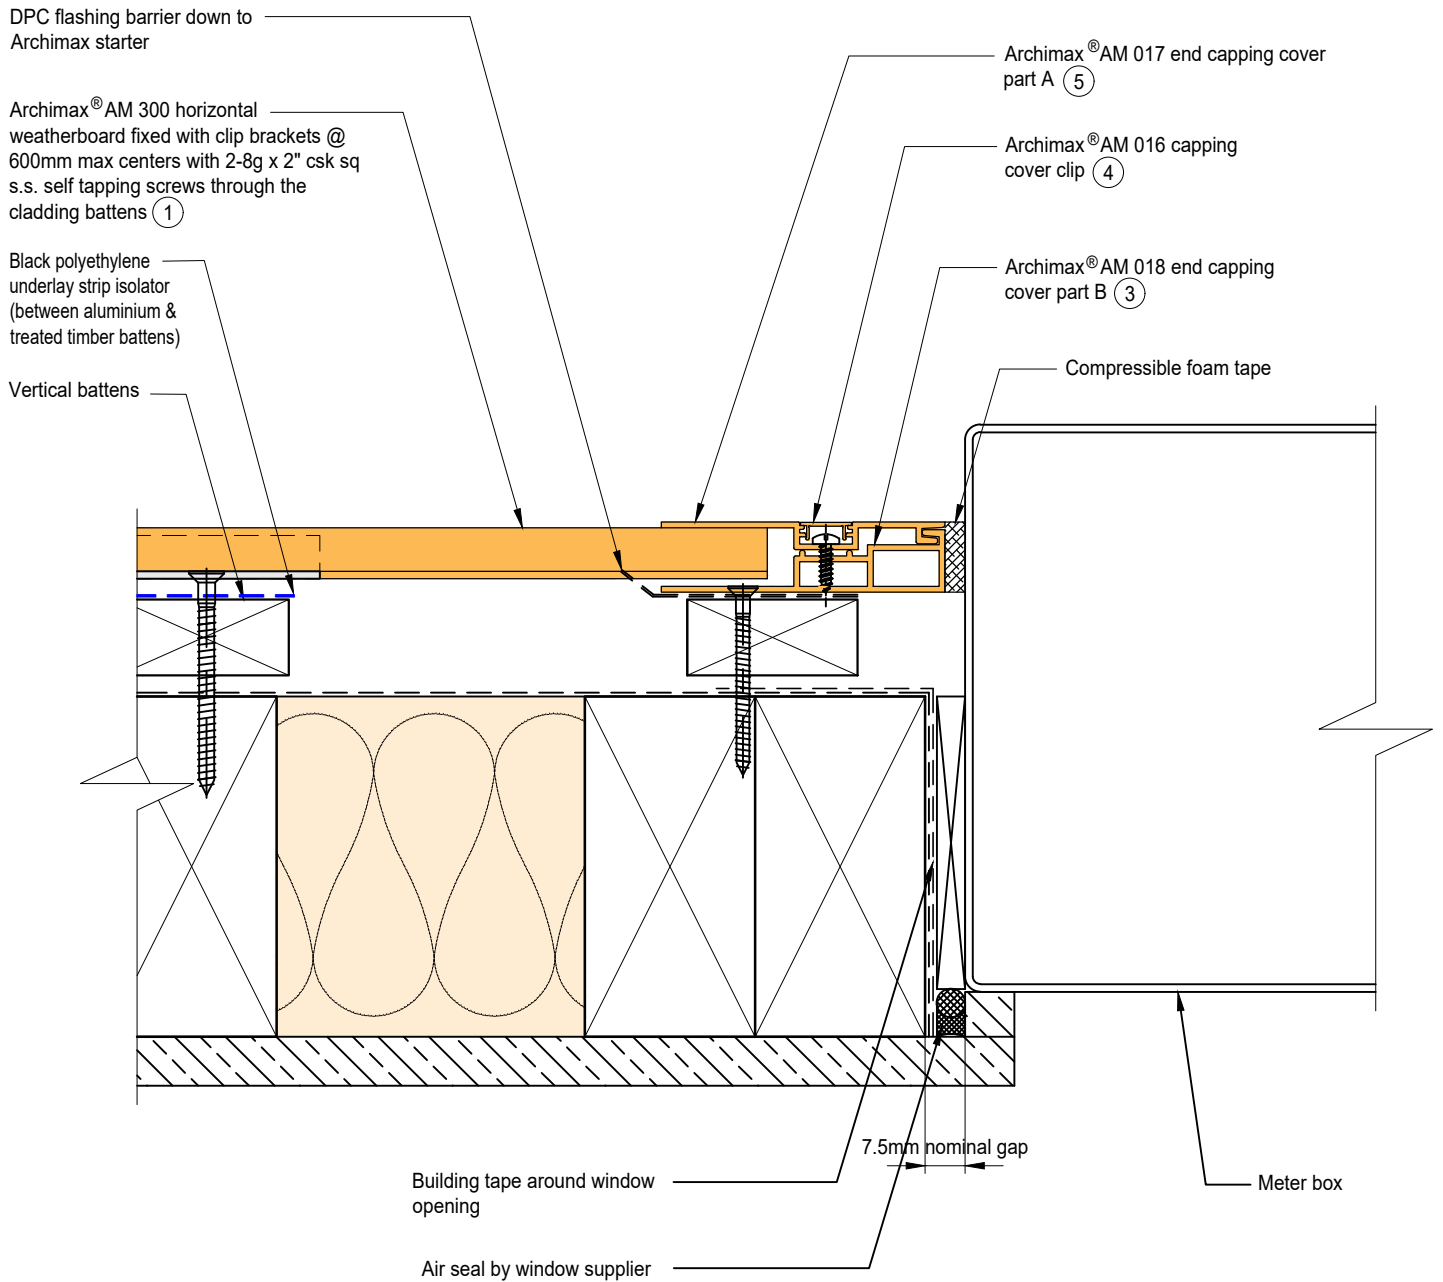 DPC flashing barrier down to
Archimax starter
Archimax® AM 300 horizontal
weatherboard fixed with clip brackets @
600mm max centers with 2-8g x 2" csk sq
s.s. self tapping screws through the
cladding battens 1
Black polyethylene
underlay strip isolator
(between aluminium &
treated timber battens)
Vertical battens
Archimax® AM 017 end capping cover
part A 5
Archimax® AM 016 capping
cover clip 4
Archimax® AM 018 end capping
cover part B 3
Compressible foam tape
7.5mm nominal gap
Building tape around window
opening
Meter box
Air seal by window supplier